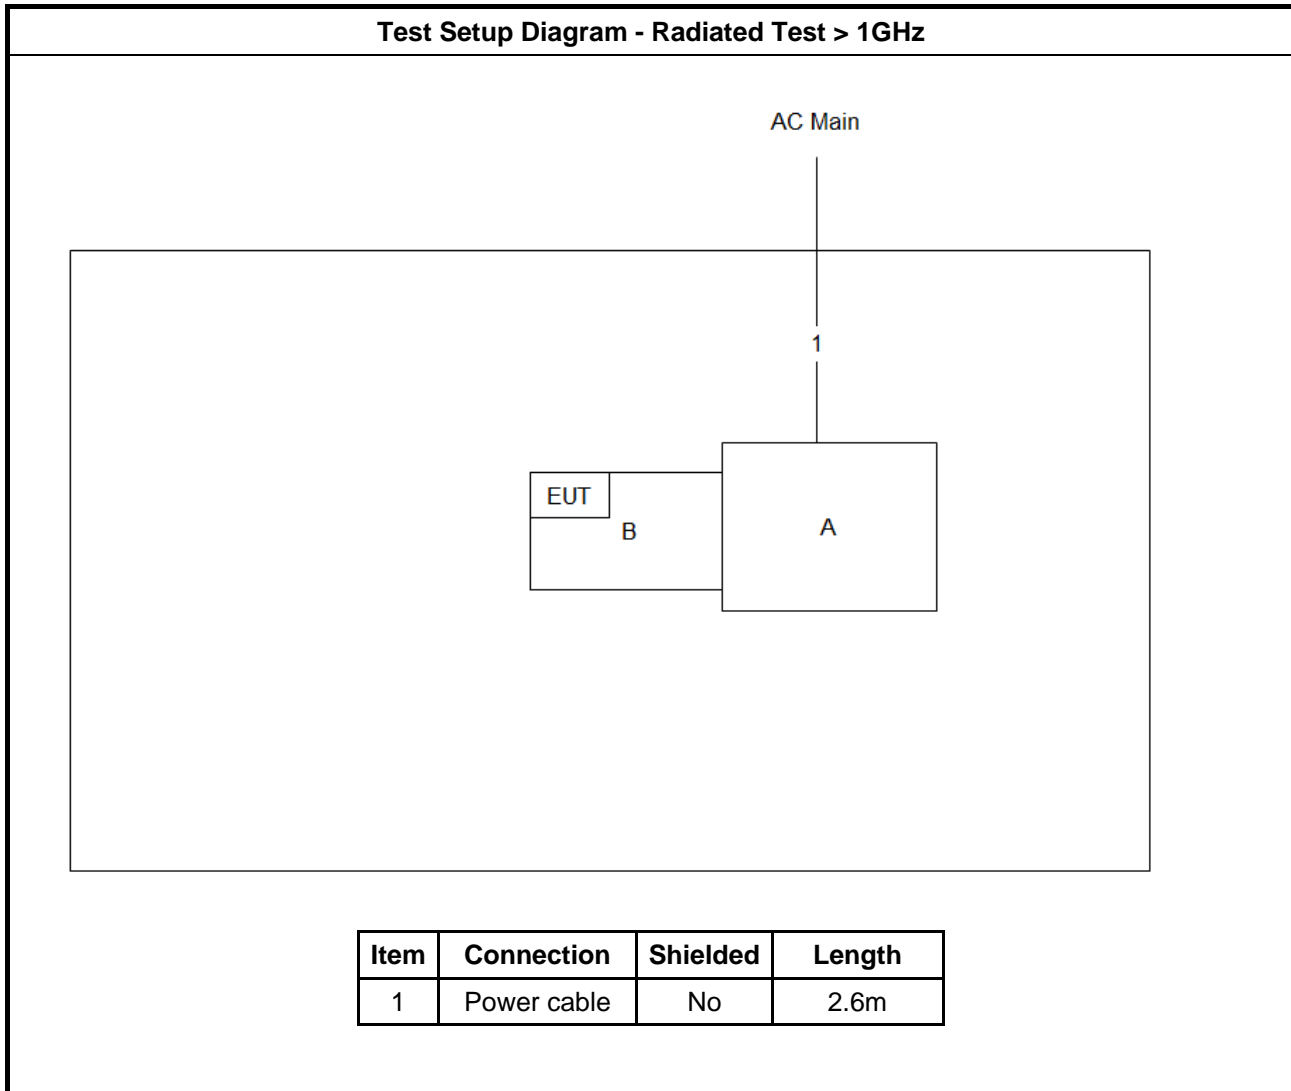 Test Setup Diagram - Radiated Test > 1GHz
AC Main
1
EUT
B
A
Item Connection Shielded Length
1 Power cable No 2.6m